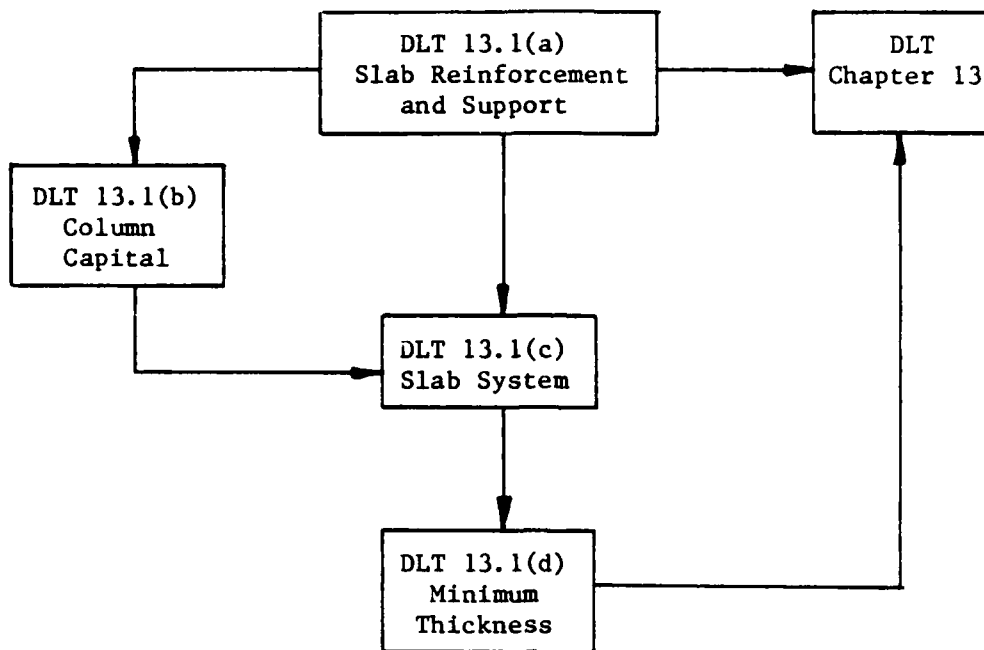 DLT 13.1(a)
Slab Reinforcement
and Support
DLT
Chapter 13
DLT 13.1(b)
Column
Capital
DLT 13.1(c)
Slab System
DLT 13.1(d)
Minimum
Thickness